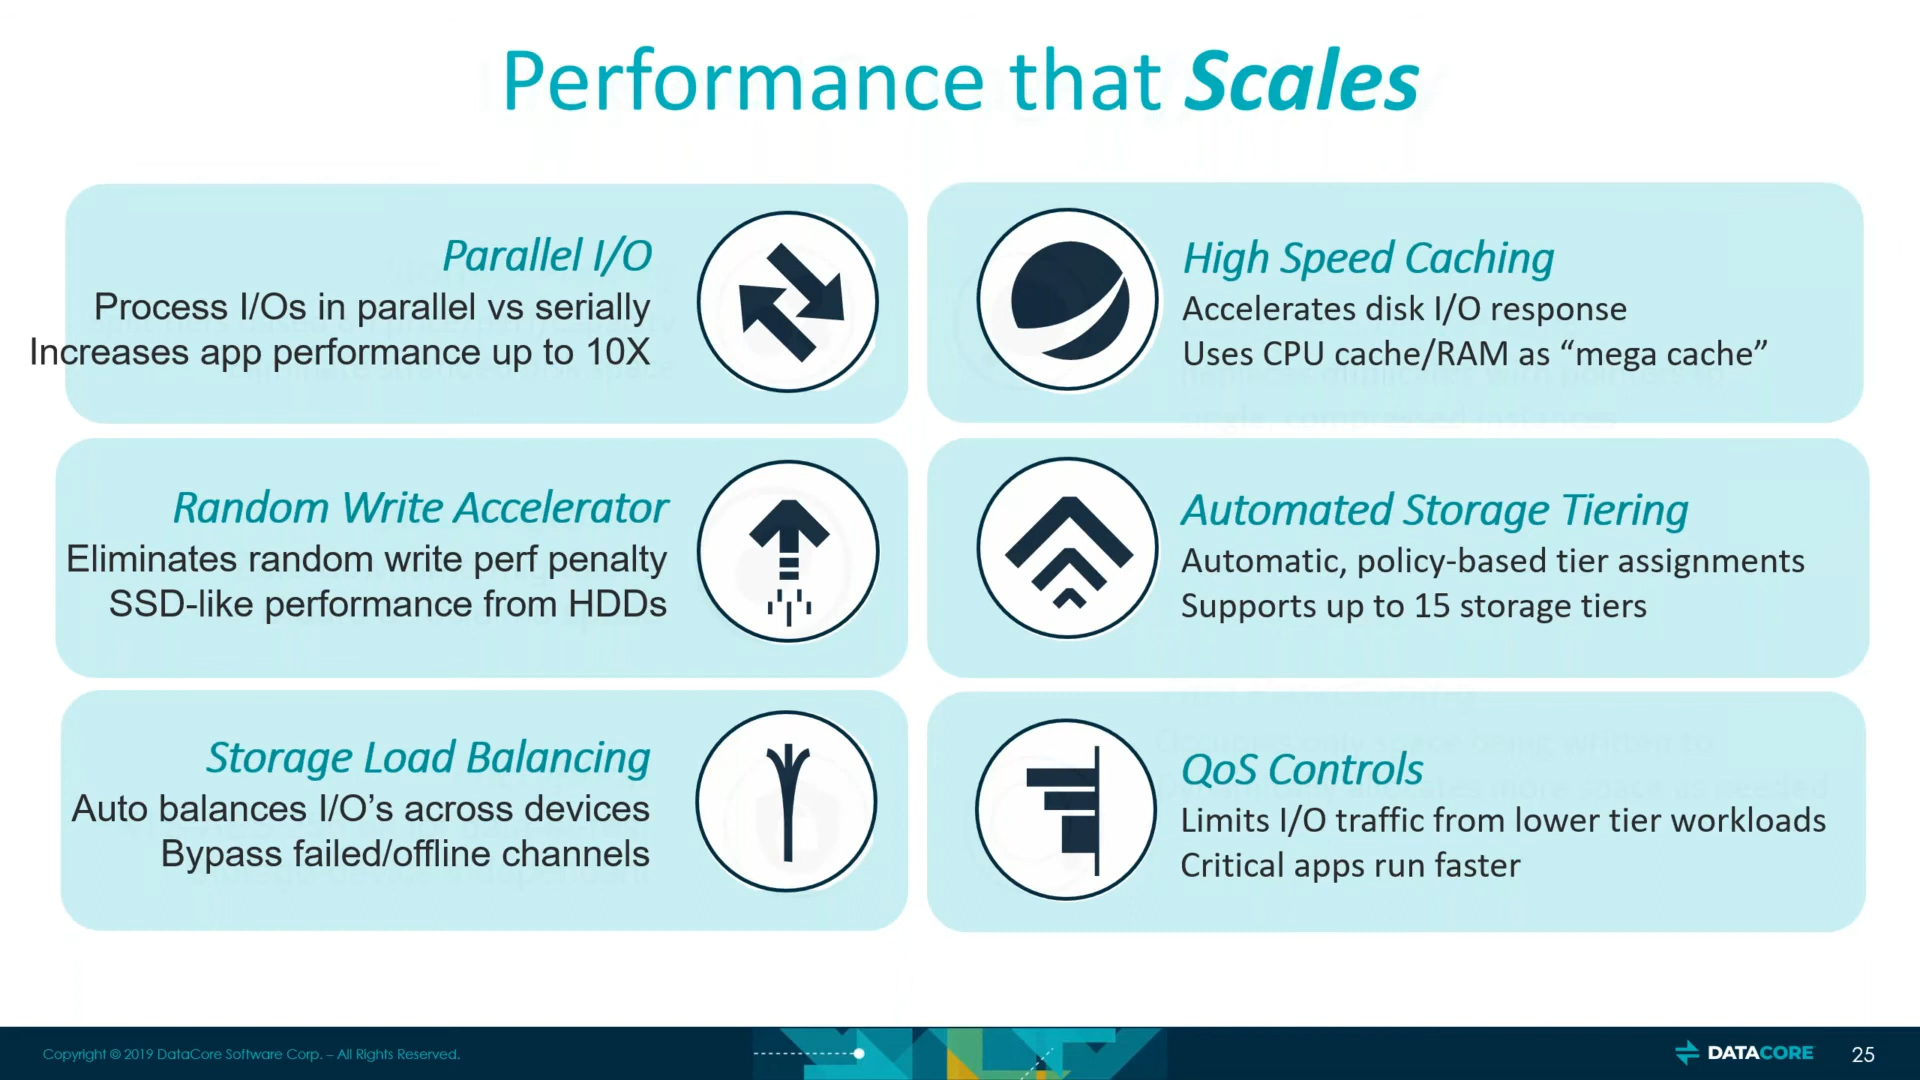 Performance that Scales
Parallel I/O
Process I/Os in parallel vs serially
Increases app performance up to 10X
High Speed Caching
Accelerates disk I/O response
Uses CPU cache/RAM as “mega cache”
Random Write Accelerator
Eliminates random write perf penalty
SSD-like performance from HDDs
Automated Storage Tiering
Automatic, policy-based tier assignments
Supports up to 15 storage tiers
Storage Load Balancing
Auto balances I/O’s across devices
Bypass failed/offline channels
QoS Controls
Limits I/O traffic from lower tier workloads
Critical apps run faster
Copyright © 2019 DataCore Software Corp. – All Rights Reserved.
DATACORE
25